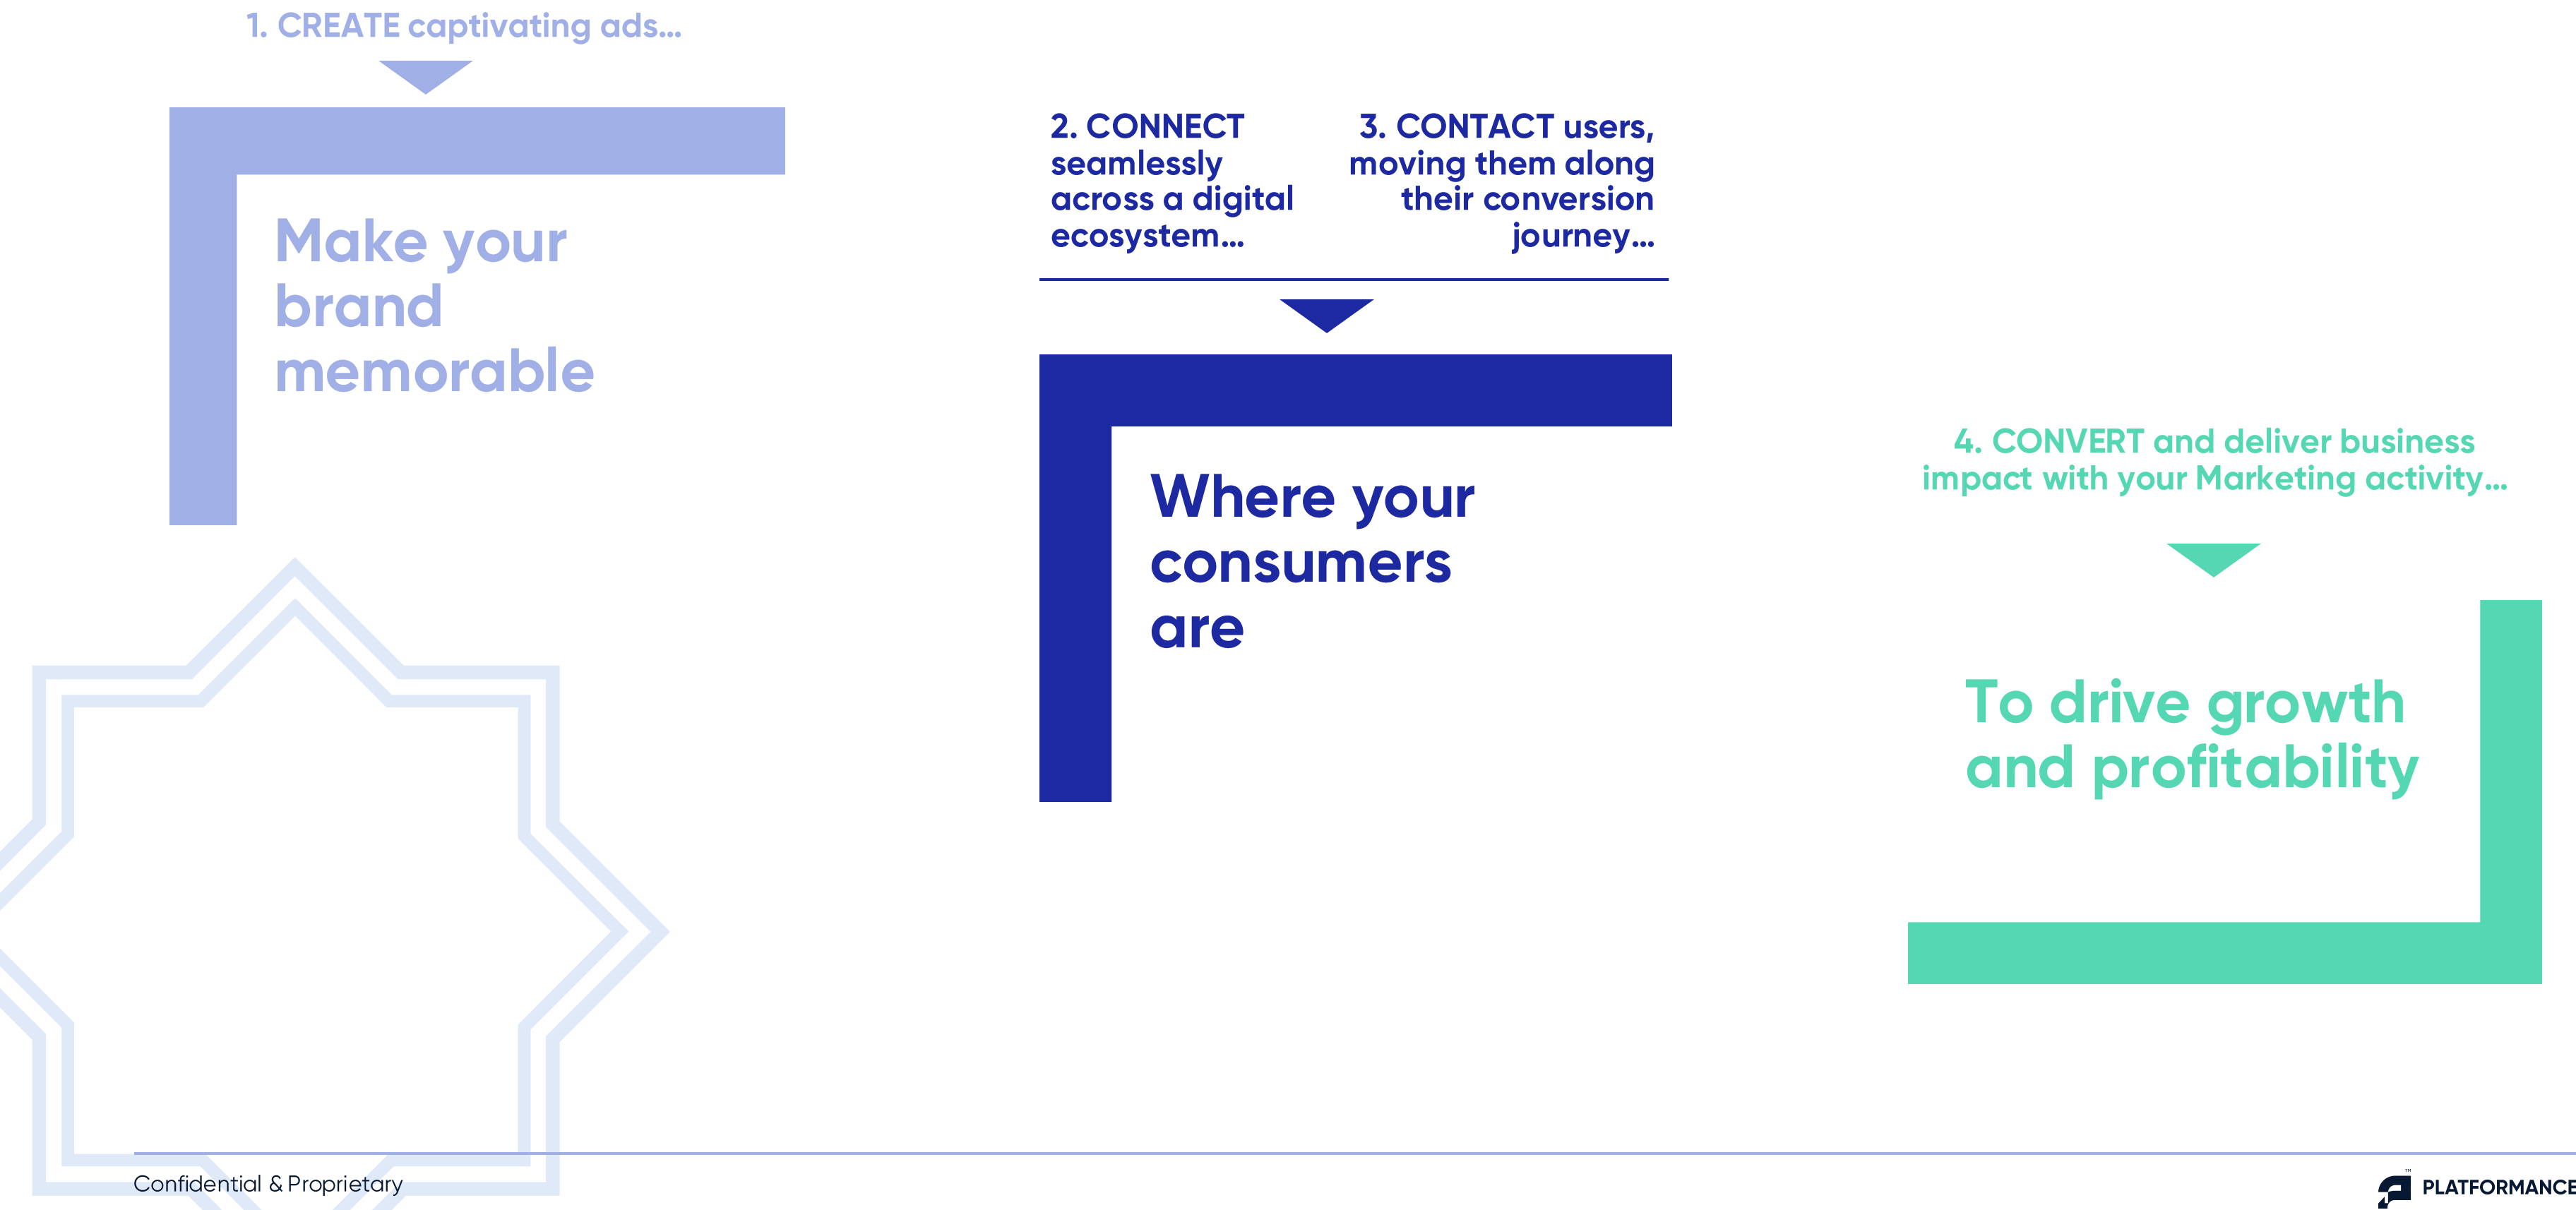 1. CREATE captivating ads...
Make your
brand
memorable
2. CONNECT
seamlessly
across a digital
ecosystem...
3. CONTACT users,
moving them along
their conversion
journey...
Where your
consumers
are
4. CONVERT and deliver business
impact with your Marketing activity...
To drive growth
and profitability
Confidential & Proprietary
PLATFORMANCE